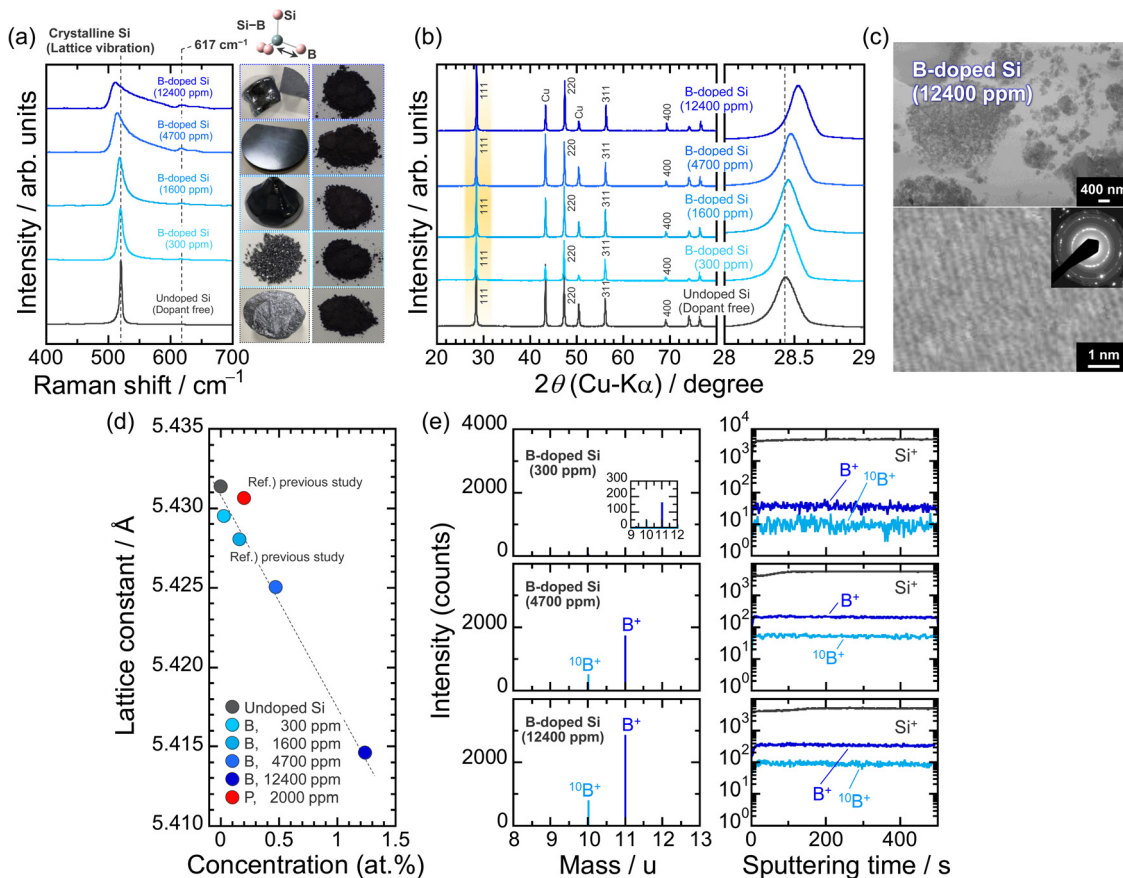 (a)
Crystalline Si
(Lattice vibration)
617 cm⁻¹
Si−B
Si
B
B-doped Si
(12400 ppm)
B-doped Si
(4700 ppm)
B-doped Si
(1600 ppm)
B-doped Si
(300 ppm)
Undoped Si
(Dopant free)
Intensity / arb. units
400 500 600 700
Raman shift / cm⁻¹
(b)
Intensity / arb. units
111 Cu 220 Cu 311 400
B-doped Si
(12400 ppm)
111 220 311 400
B-doped Si
(4700 ppm)
111 220 311 400
B-doped Si
(1600 ppm)
111 220 311 400
B-doped Si
(300 ppm)
111 220 311 400
Undoped Si
(Dopant free)
20 30 40 50 60 70 28 28.5 29
2θ (Cu-Kα) / degree
(c)
B-doped Si
(12400 ppm)
400 nm
1 nm
(d)
Lattice constant / Å
5.435
5.430
5.425
5.420
5.415
5.410
Ref.) previous study
Ref.) previous study
Undoped Si
B, 300 ppm
B, 1600 ppm
B, 4700 ppm
B, 12400 ppm
P, 2000 ppm
0 0.5 1.0 1.5
Concentration (at.%)
(e)
Intensity (counts)
4000
2000
0
B-doped Si
(300 ppm)
300
200
100
0
9 10 11 12
4000
2000
0
B-doped Si
(4700 ppm)
B⁺
¹⁰B⁺
4000
2000
0
B-doped Si
(12400 ppm)
B⁺
¹⁰B⁺
8 9 10 11 12 13
Mass / u
10⁴
10³
10²
10¹
10⁰
Si⁺
B⁺
¹⁰B⁺
10⁴
10³
10²
10¹
10⁰
Si⁺
B⁺
¹⁰B⁺
10⁴
10³
10²
10¹
10⁰
Si⁺
B⁺
¹⁰B⁺
0 200 400
Sputtering time / s